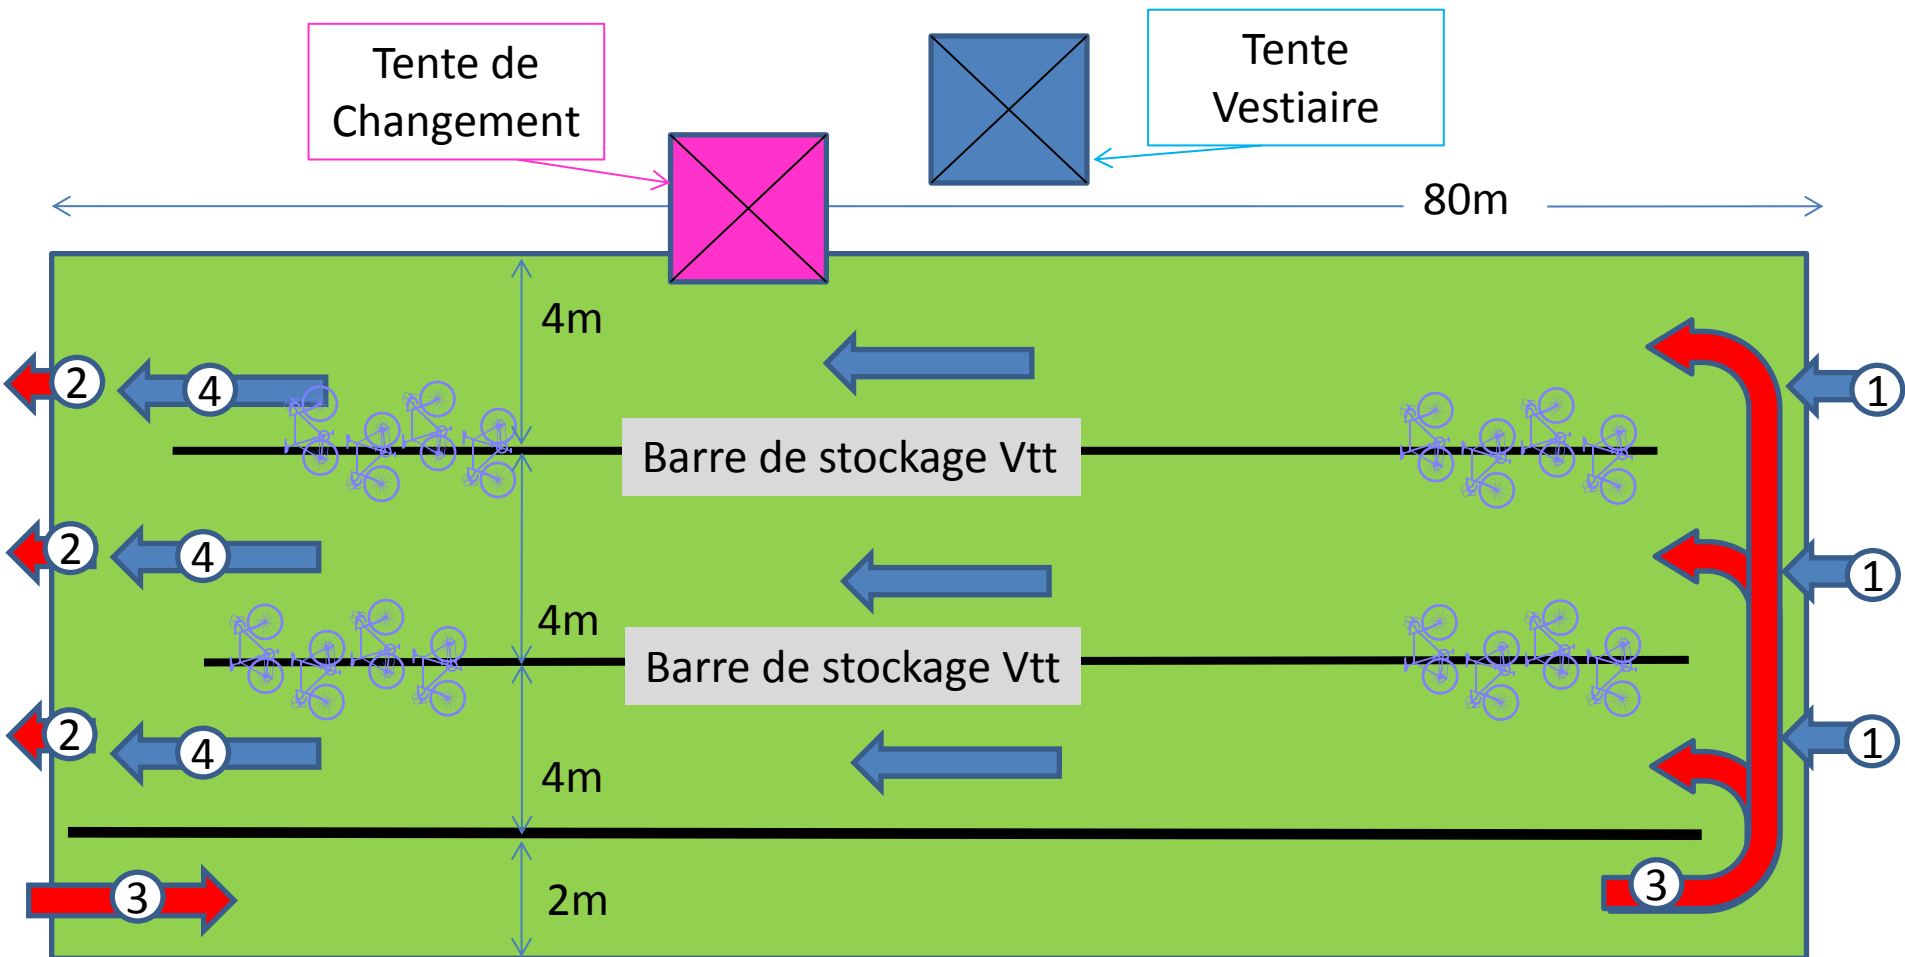 Tente de
Changement
Tente
Vestiaire
80m
4m
2
4
1
Barre de stockage Vtt
2
4
1
4m
Barre de stockage Vtt
2
4
1
4m
3
2m
3